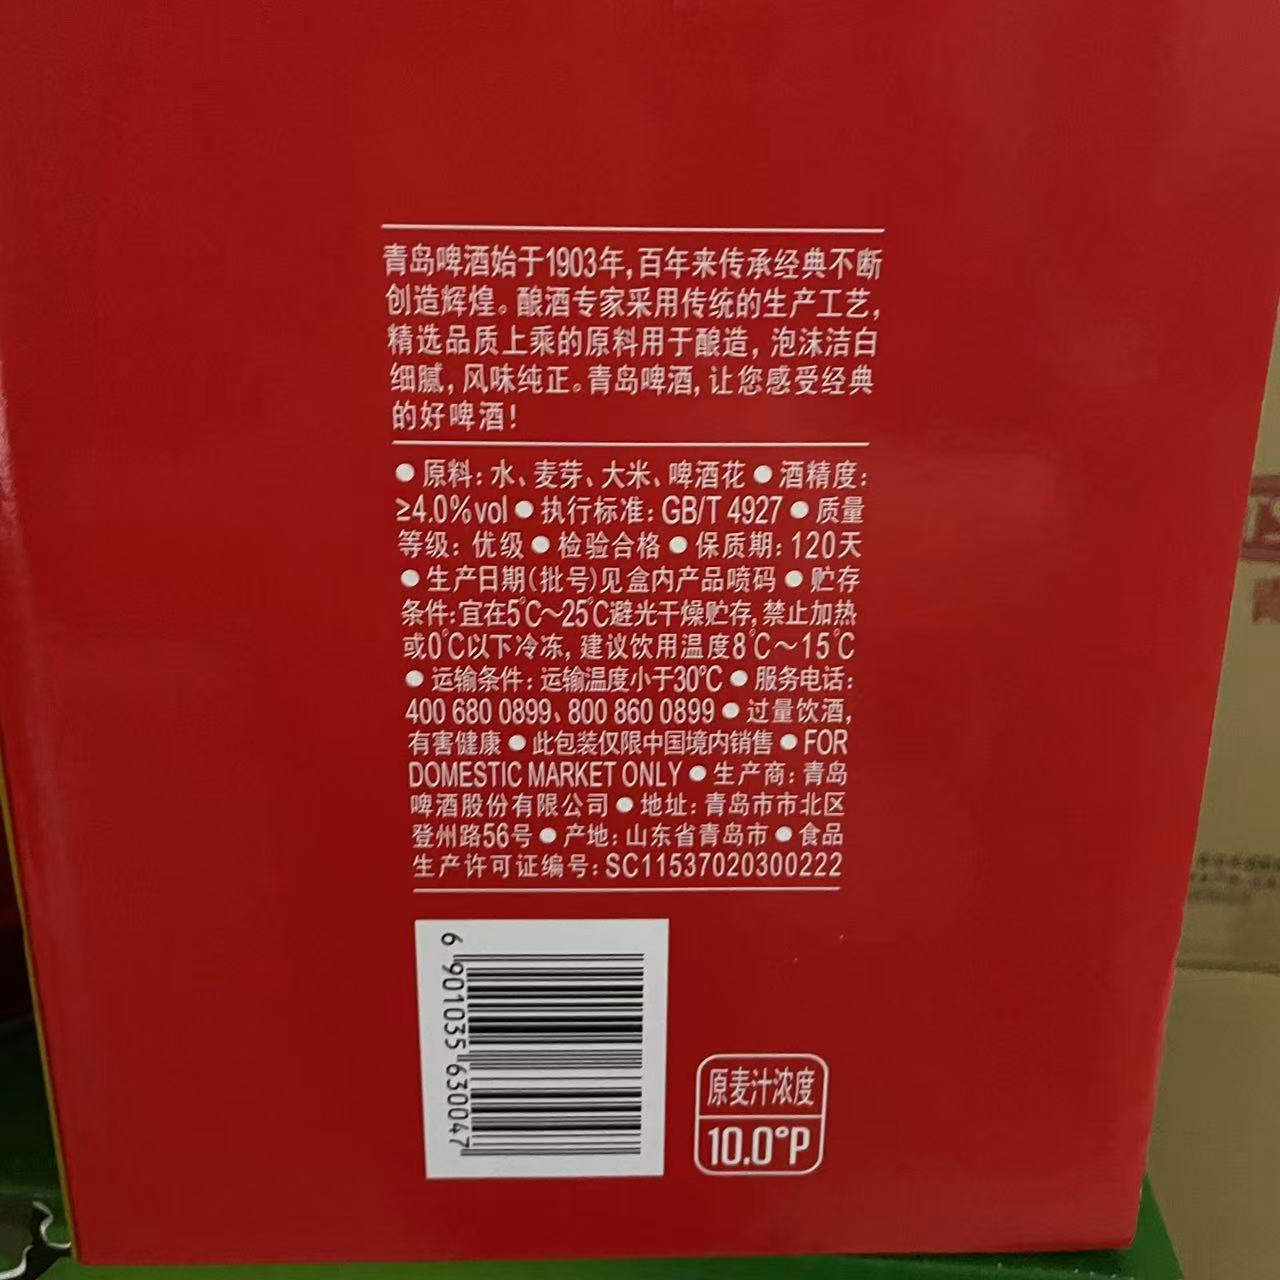 青岛啤酒始于1903年,百年来传承经典不断
创造辉煌。酿酒专家采用传统的生产工艺,
精选品质上乘的原料用于酿造,泡沫洁白
细腻,风味纯正。青岛啤酒,让您感受经典
的好啤酒!
●原料:水、麦芽、大米、啤酒花●酒精度:
≥4.0%vol●执行标准:GB/T 4927●质量
等级:优级●检验合格●保质期:120天
●生产日期(批号)见盒内产品喷码●贮存
条件:宜在5℃~25℃避光干燥贮存,禁止加热
或0℃以下冷冻,建议饮用温度8℃~15℃
●运输条件:运输温度小于30℃●服务电话:
400 680 0899、800 860 0899●过量饮酒,
有害健康●此包装仅限中国境内销售●FOR
DOMESTIC MARKET ONLY●生产商:青岛
啤酒股份有限公司●地址:青岛市市北区
登州路56号●产地:山东省青岛市●食品
生产许可证编号:SC11537020300222
6 901035 630047
原麦汁浓度
10.0°P